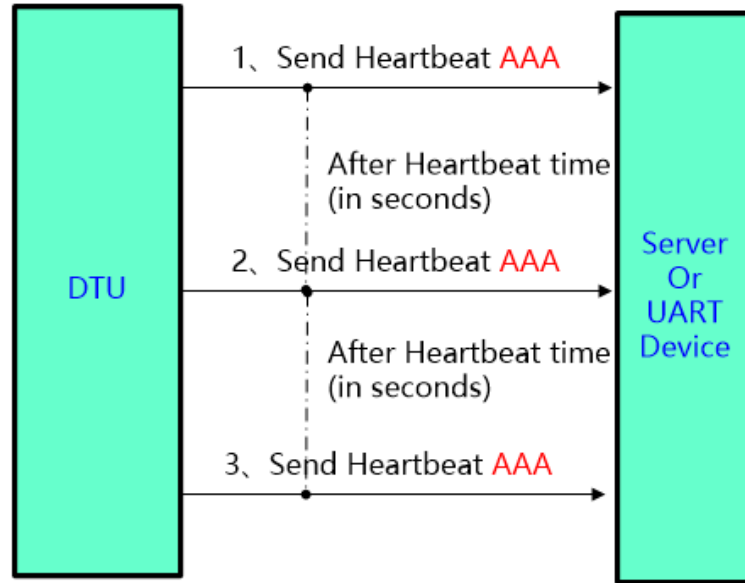 1、Send Heartbeat AAA
After Heartbeat time
(in seconds)
2、Send Heartbeat AAA
DTU
Server
Or
UART
Device
After Heartbeat time
(in seconds)
3、Send Heartbeat AAA